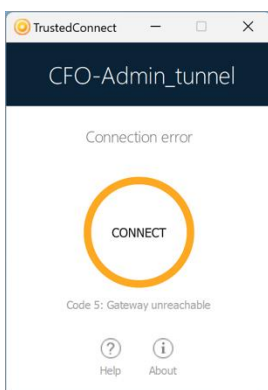 TrustedConnect
CFO-Admin_tunnel
Connection error
CONNECT
Code 5: Gateway unreachable
Help About